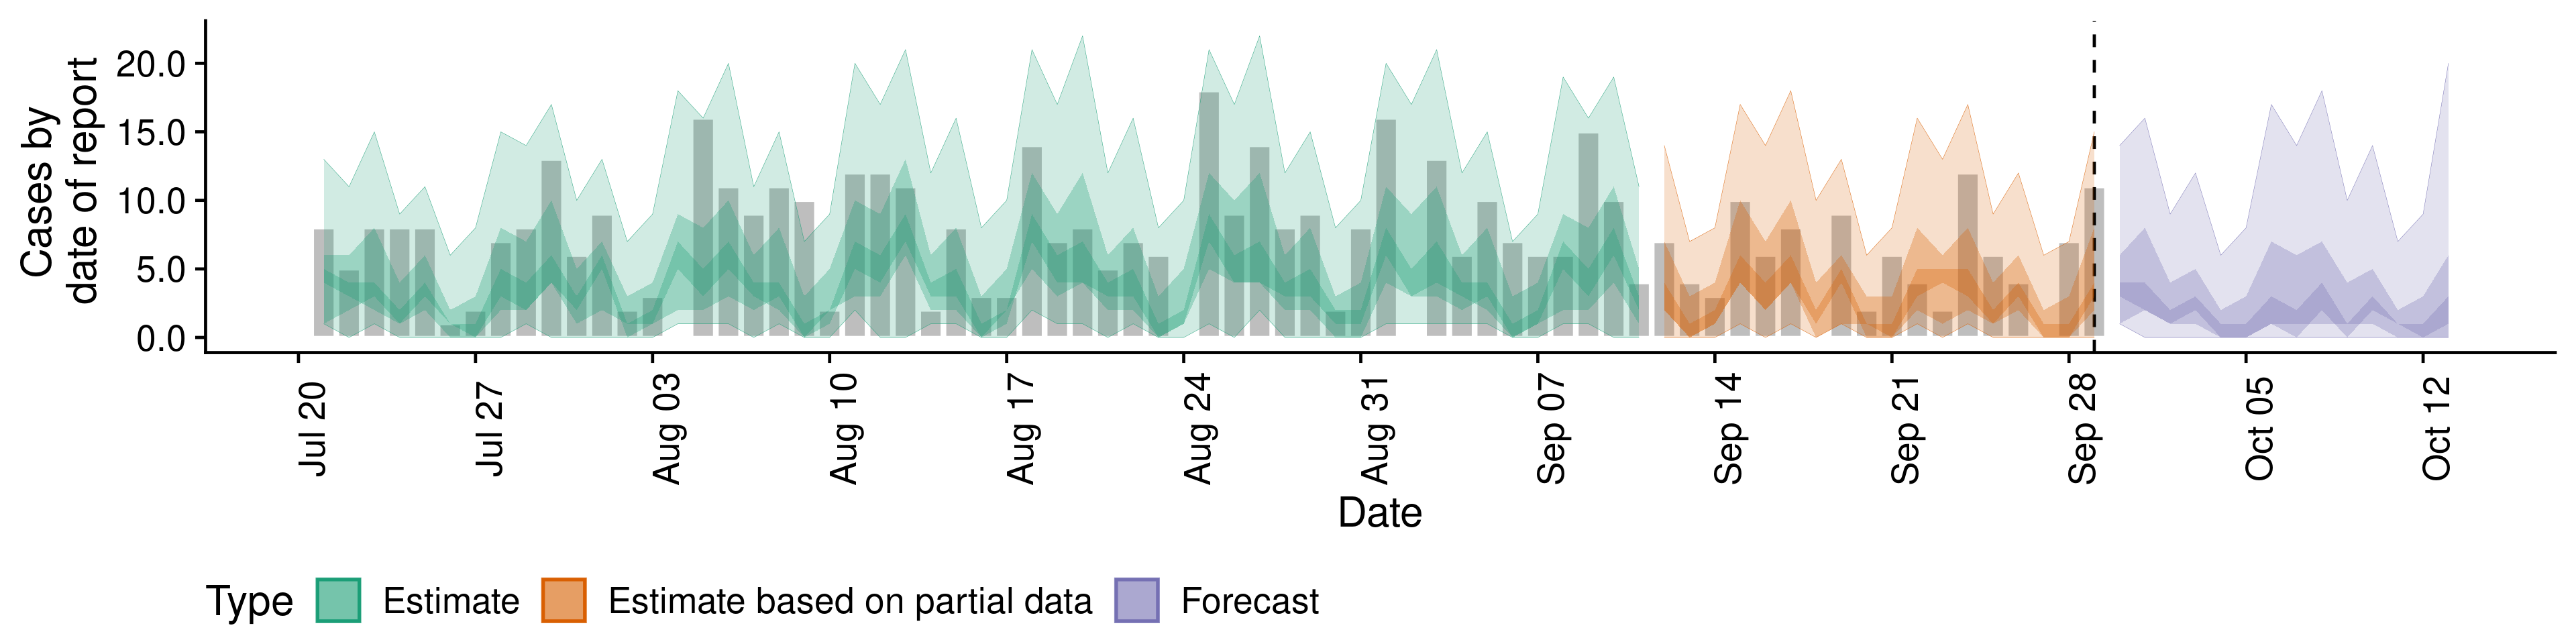 Cases by
date of report
20.0
15.0
10.0
5.0
0.0
Jul 20
Jul 27
Aug 03
Aug 10
Aug 17
Aug 24
Aug 31
Sep 07
Sep 14
Sep 21
Sep 28
Oct 05
Oct 12
Date
Type Estimate Estimate based on partial data Forecast